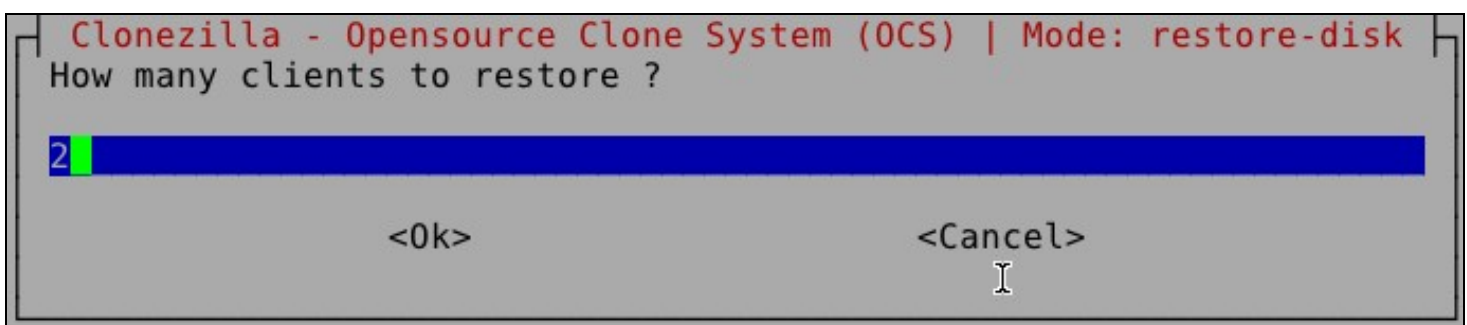 Clonezilla - Opensource Clone System (OCS) | Mode: restore-disk
How many clients to restore ?
2
<Ok> <Cancel>